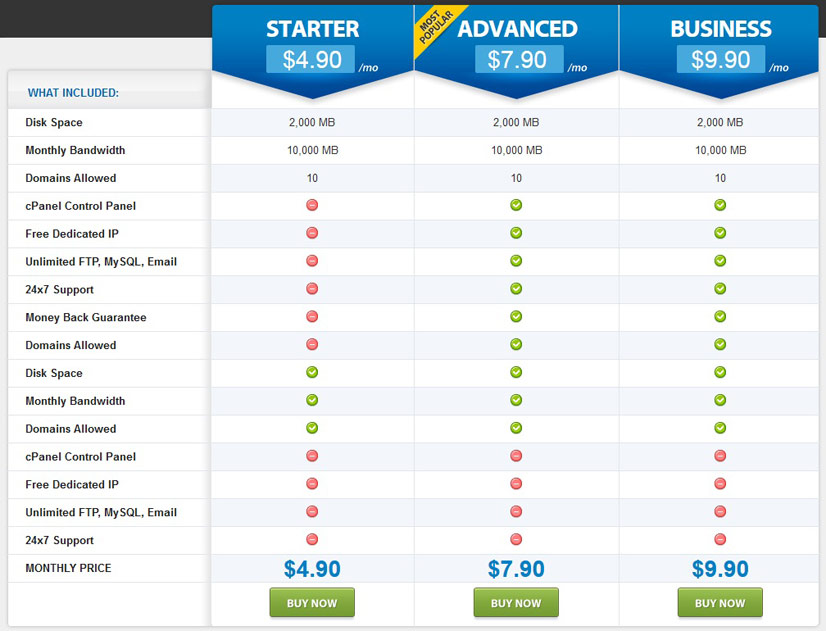 STARTER MOST POPULAR ADVANCED BUSINESS
$4.90 /mo $7.90 /mo $9.90 /mo
WHAT INCLUDED:
Disk Space 2,000 MB 2,000 MB 2,000 MB
Monthly Bandwidth 10,000 MB 10,000 MB 10,000 MB
Domains Allowed 10 10 10
cPanel Control Panel
Free Dedicated IP
Unlimited FTP, MySQL, Email
24x7 Support
Money Back Guarantee
Domains Allowed
Disk Space
Monthly Bandwidth
Domains Allowed
cPanel Control Panel
Free Dedicated IP
Unlimited FTP, MySQL, Email
24x7 Support
MONTHLY PRICE $4.90 $7.90 $9.90
BUY NOW BUY NOW BUY NOW